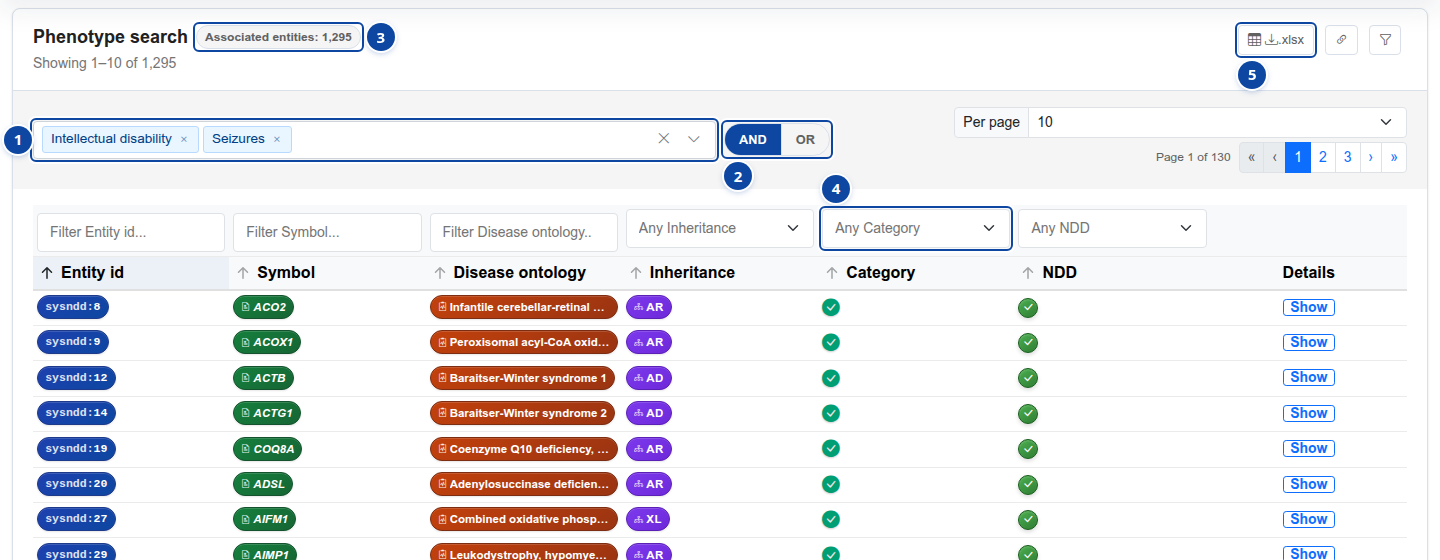 Phenotype search Associated entities: 1,295 3
Showing 1–10 of 1,295
.xlsx
5
1 Intellectual disability × Seizures ×
AND OR
2
Per page 10
Page 1 of 130 « ‹ 1 2 3 › »
4
Filter Entity id... Filter Symbol... Filter Disease ontology.. Any Inheritance Any Category Any NDD
Entity id Symbol Disease ontology Inheritance Category NDD Details
sysndd:8 ACO2 Infantile cerebellar-retinal ... AR Show
sysndd:9 ACOX1 Peroxisomal acyl-CoA oxid... AR Show
sysndd:12 ACTB Baraitser-Winter syndrome 1 AD Show
sysndd:14 ACTG1 Baraitser-Winter syndrome 2 AD Show
sysndd:19 COQ8A Coenzyme Q10 deficiency, ... AR Show
sysndd:20 ADSL Adenylosuccinase deficien... AR Show
sysndd:27 AIFM1 Combined oxidative phosp... XL Show
sysndd:29 AIMP1 Leukodystrophy, hypomye... AR Show